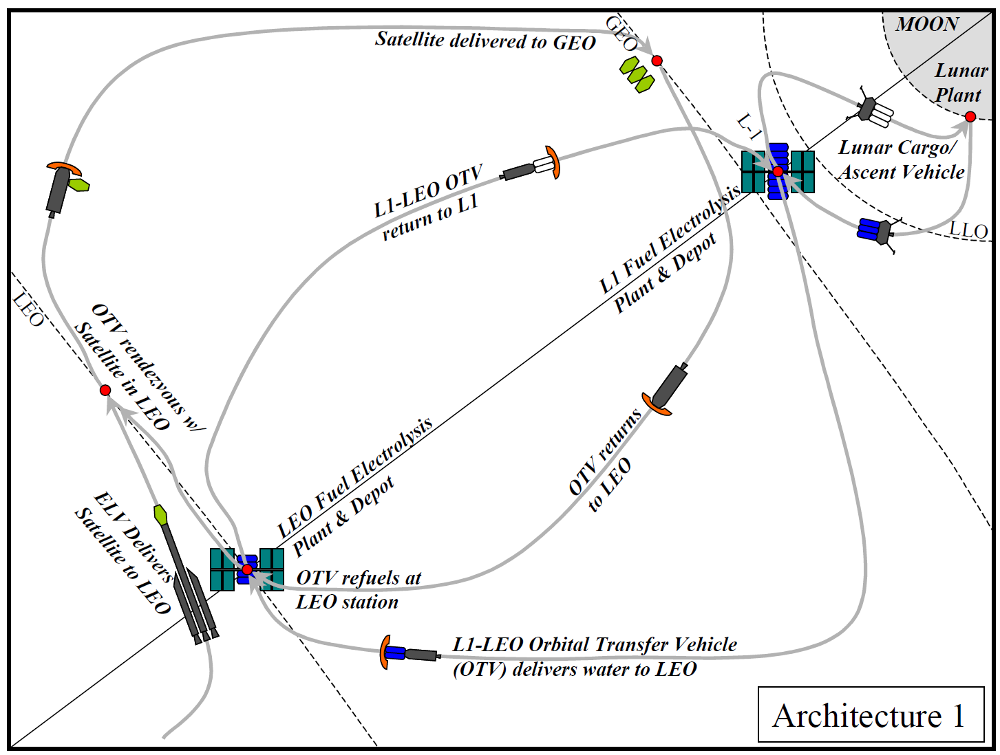 MOON
Satellite delivered to GEO
GEO
Lunar
Plant
L-1
Lunar Cargo/
Ascent Vehicle
L1-LEO OTV
return to L1
LLO
L1 Fuel Electrolysis
Plant & Depot
LEO
OTV rendezvous w/
Satellite in LEO
OTV returns
to LEO
LEO Fuel Electrolysis
Plant & Depot
ELV Delivers
Satellite to LEO
OTV refuels at
LEO station
L1-LEO Orbital Transfer Vehicle
(OTV) delivers water to LEO
Architecture 1